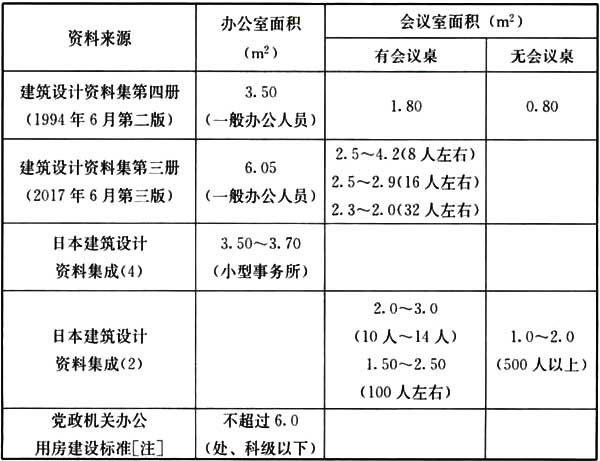 资料来源
办公室面积
（m²）
会议室面积（m²）
有会议桌
无会议桌
建筑设计资料集第四册
（1994 年 6 月第二版）
3.50
（一般办公人员）
1.80
0.80
建筑设计资料集第三册
（2017 年 6 月第三版）
6.05
（一般办公人员）
2.5～4.2(8 人左右)
2.5～2.9(16 人左右)
2.3～2.0(32 人左右)
日本建筑设计
资料集成(4)
3.50～3.70
（小型事务所）
日本建筑设计
资料集成(2)
2.0～3.0
（10 人～14 人）
1.50～2.50
（100 人左右）
1.0～2.0
（500 人以上）
党政机关办公
用房建设标准[注]
不超过 6.0
（处、科级以下）